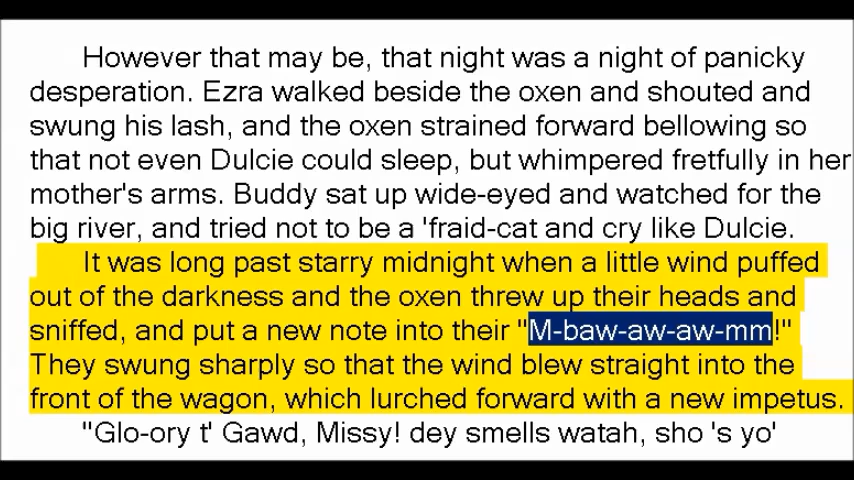 However that may be, that night was a night of panicky
desperation. Ezra walked beside the oxen and shouted and
swung his lash, and the oxen strained forward bellowing so
that not even Dulcie could sleep, but whimpered fretfully in her
mother's arms. Buddy sat up wide-eyed and watched for the
big river, and tried not to be a 'fraid-cat and cry like Dulcie.
It was long past starry midnight when a little wind puffed
out of the darkness and the oxen threw up their heads and
sniffed, and put a new note into their "M-baw-aw-aw-mm!"
They swung sharply so that the wind blew straight into the
front of the wagon, which lurched forward with a new impetus.
"Glo-ory t' Gawd, Missy! dey smells watah, sho 's yo'